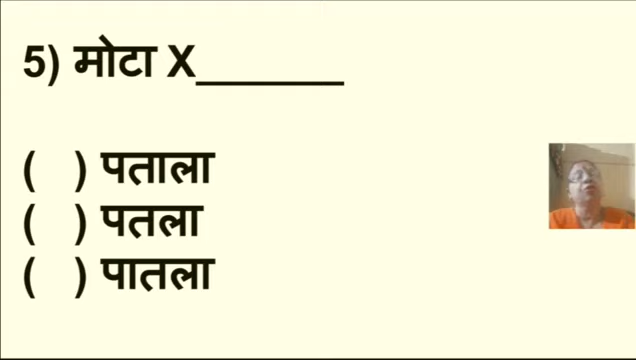 5) मोटा X_______
( ) पताला
( ) पतला
( ) पातला